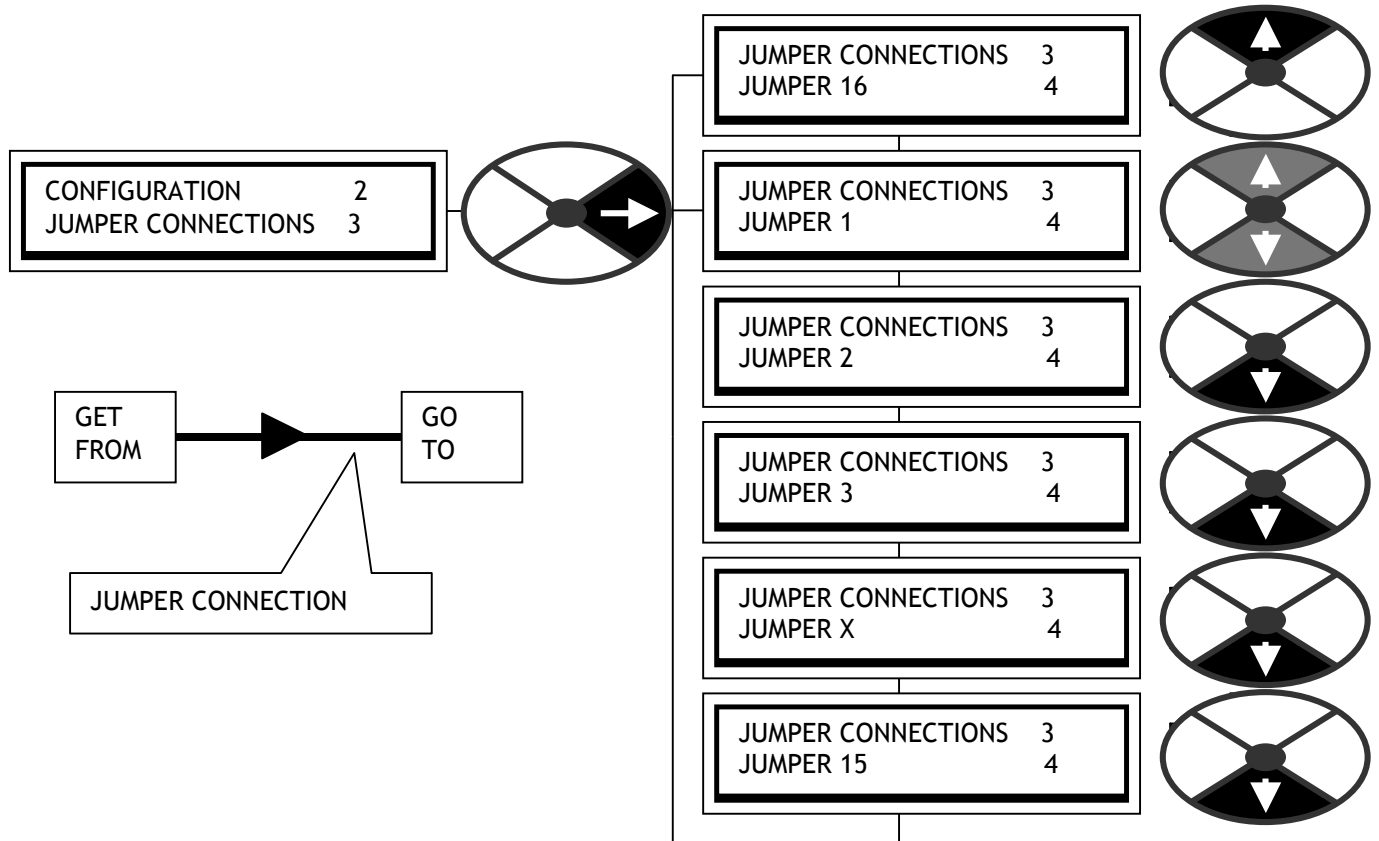 CONFIGURATION 2
JUMPER CONNECTIONS 3
GET
FROM
GO
TO
JUMPER CONNECTION
JUMPER CONNECTIONS 3
JUMPER 16 4
JUMPER CONNECTIONS 3
JUMPER 1 4
JUMPER CONNECTIONS 3
JUMPER 2 4
JUMPER CONNECTIONS 3
JUMPER 3 4
JUMPER CONNECTIONS 3
JUMPER X 4
JUMPER CONNECTIONS 3
JUMPER 15 4